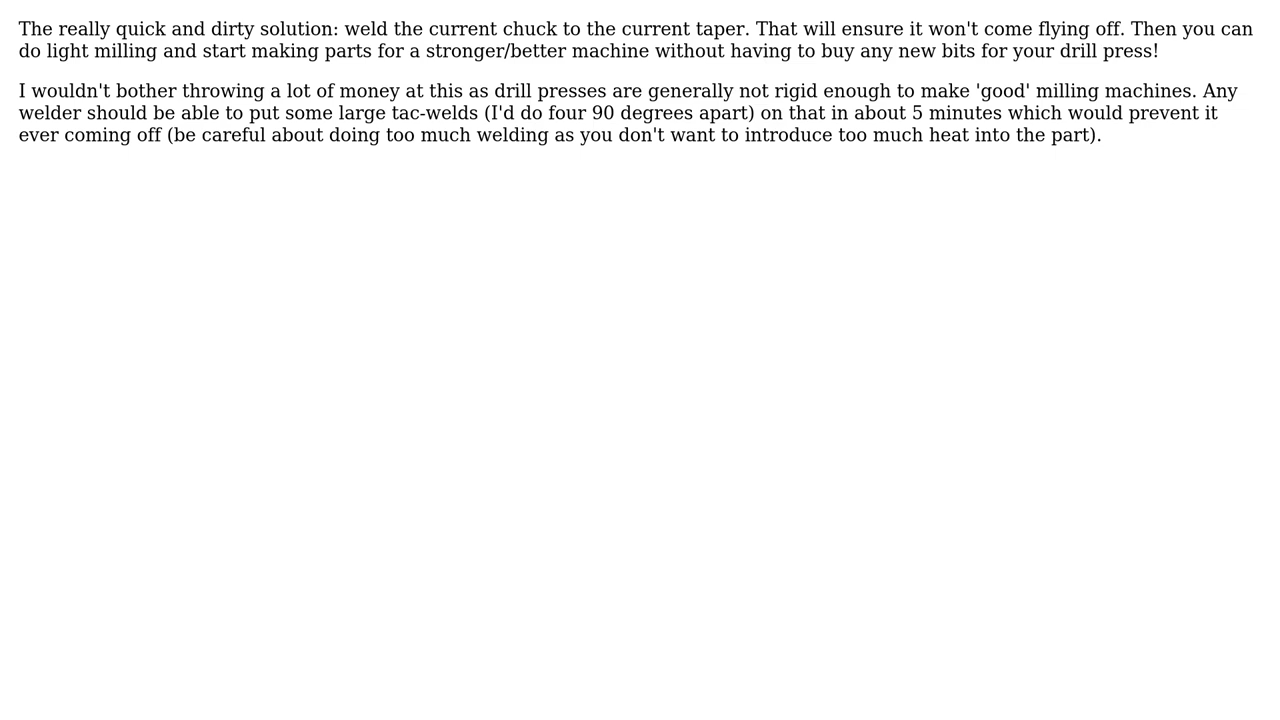 The really quick and dirty solution: weld the current chuck to the current taper. That will ensure it won't come flying off. Then you can
do light milling and start making parts for a stronger/better machine without having to buy any new bits for your drill press!
I wouldn't bother throwing a lot of money at this as drill presses are generally not rigid enough to make 'good' milling machines. Any
welder should be able to put some large tac-welds (I'd do four 90 degrees apart) on that in about 5 minutes which would prevent it
ever coming off (be careful about doing too much welding as you don't want to introduce too much heat into the part).